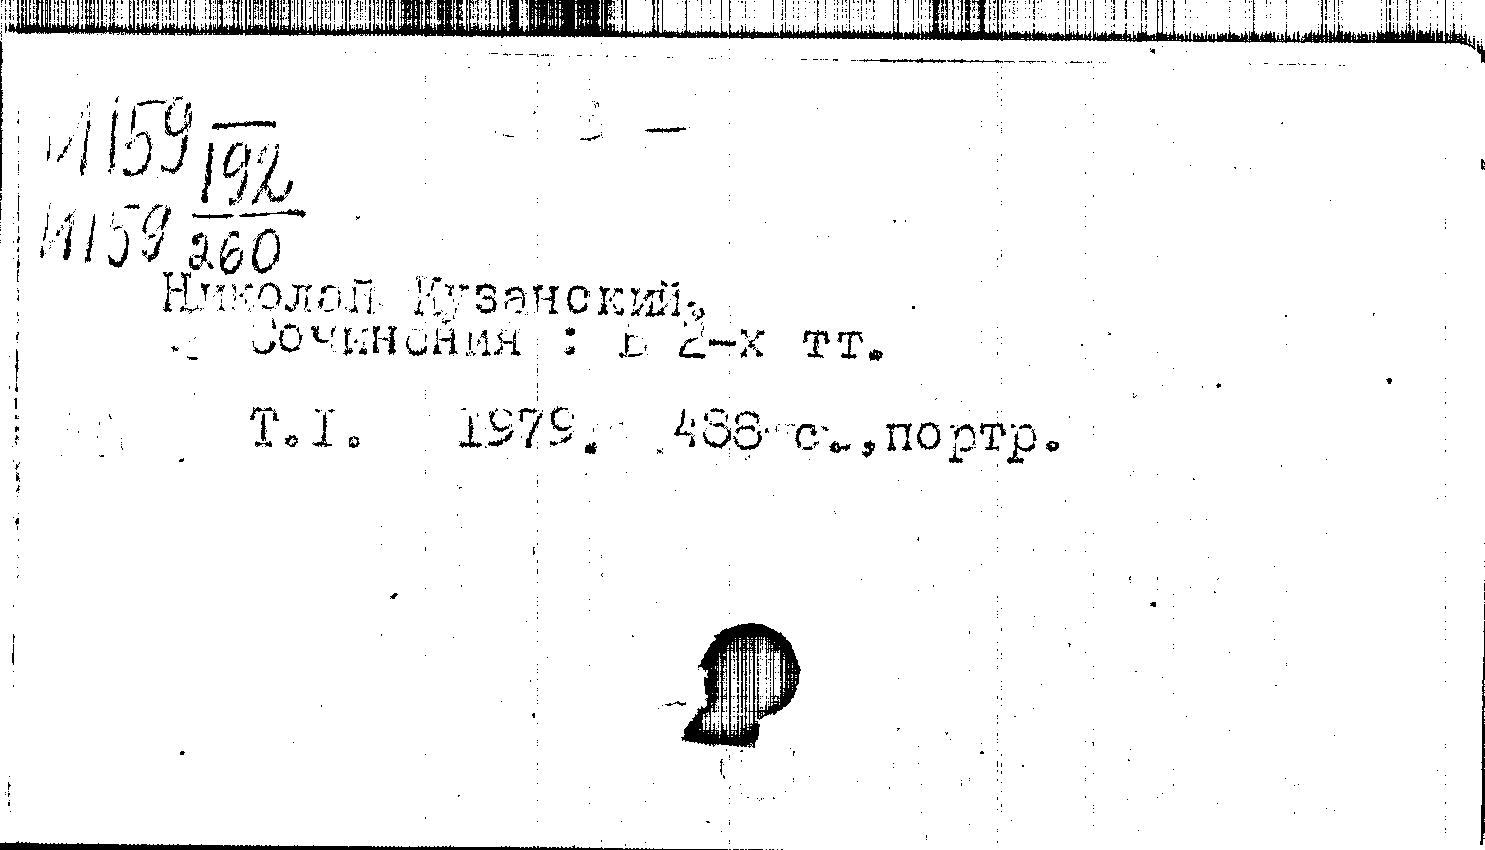 И159
192
И159
260
Николай Кузанский.
Сочинения : В 2-х тт.
Т.I. 1979. 488 с.,портр.